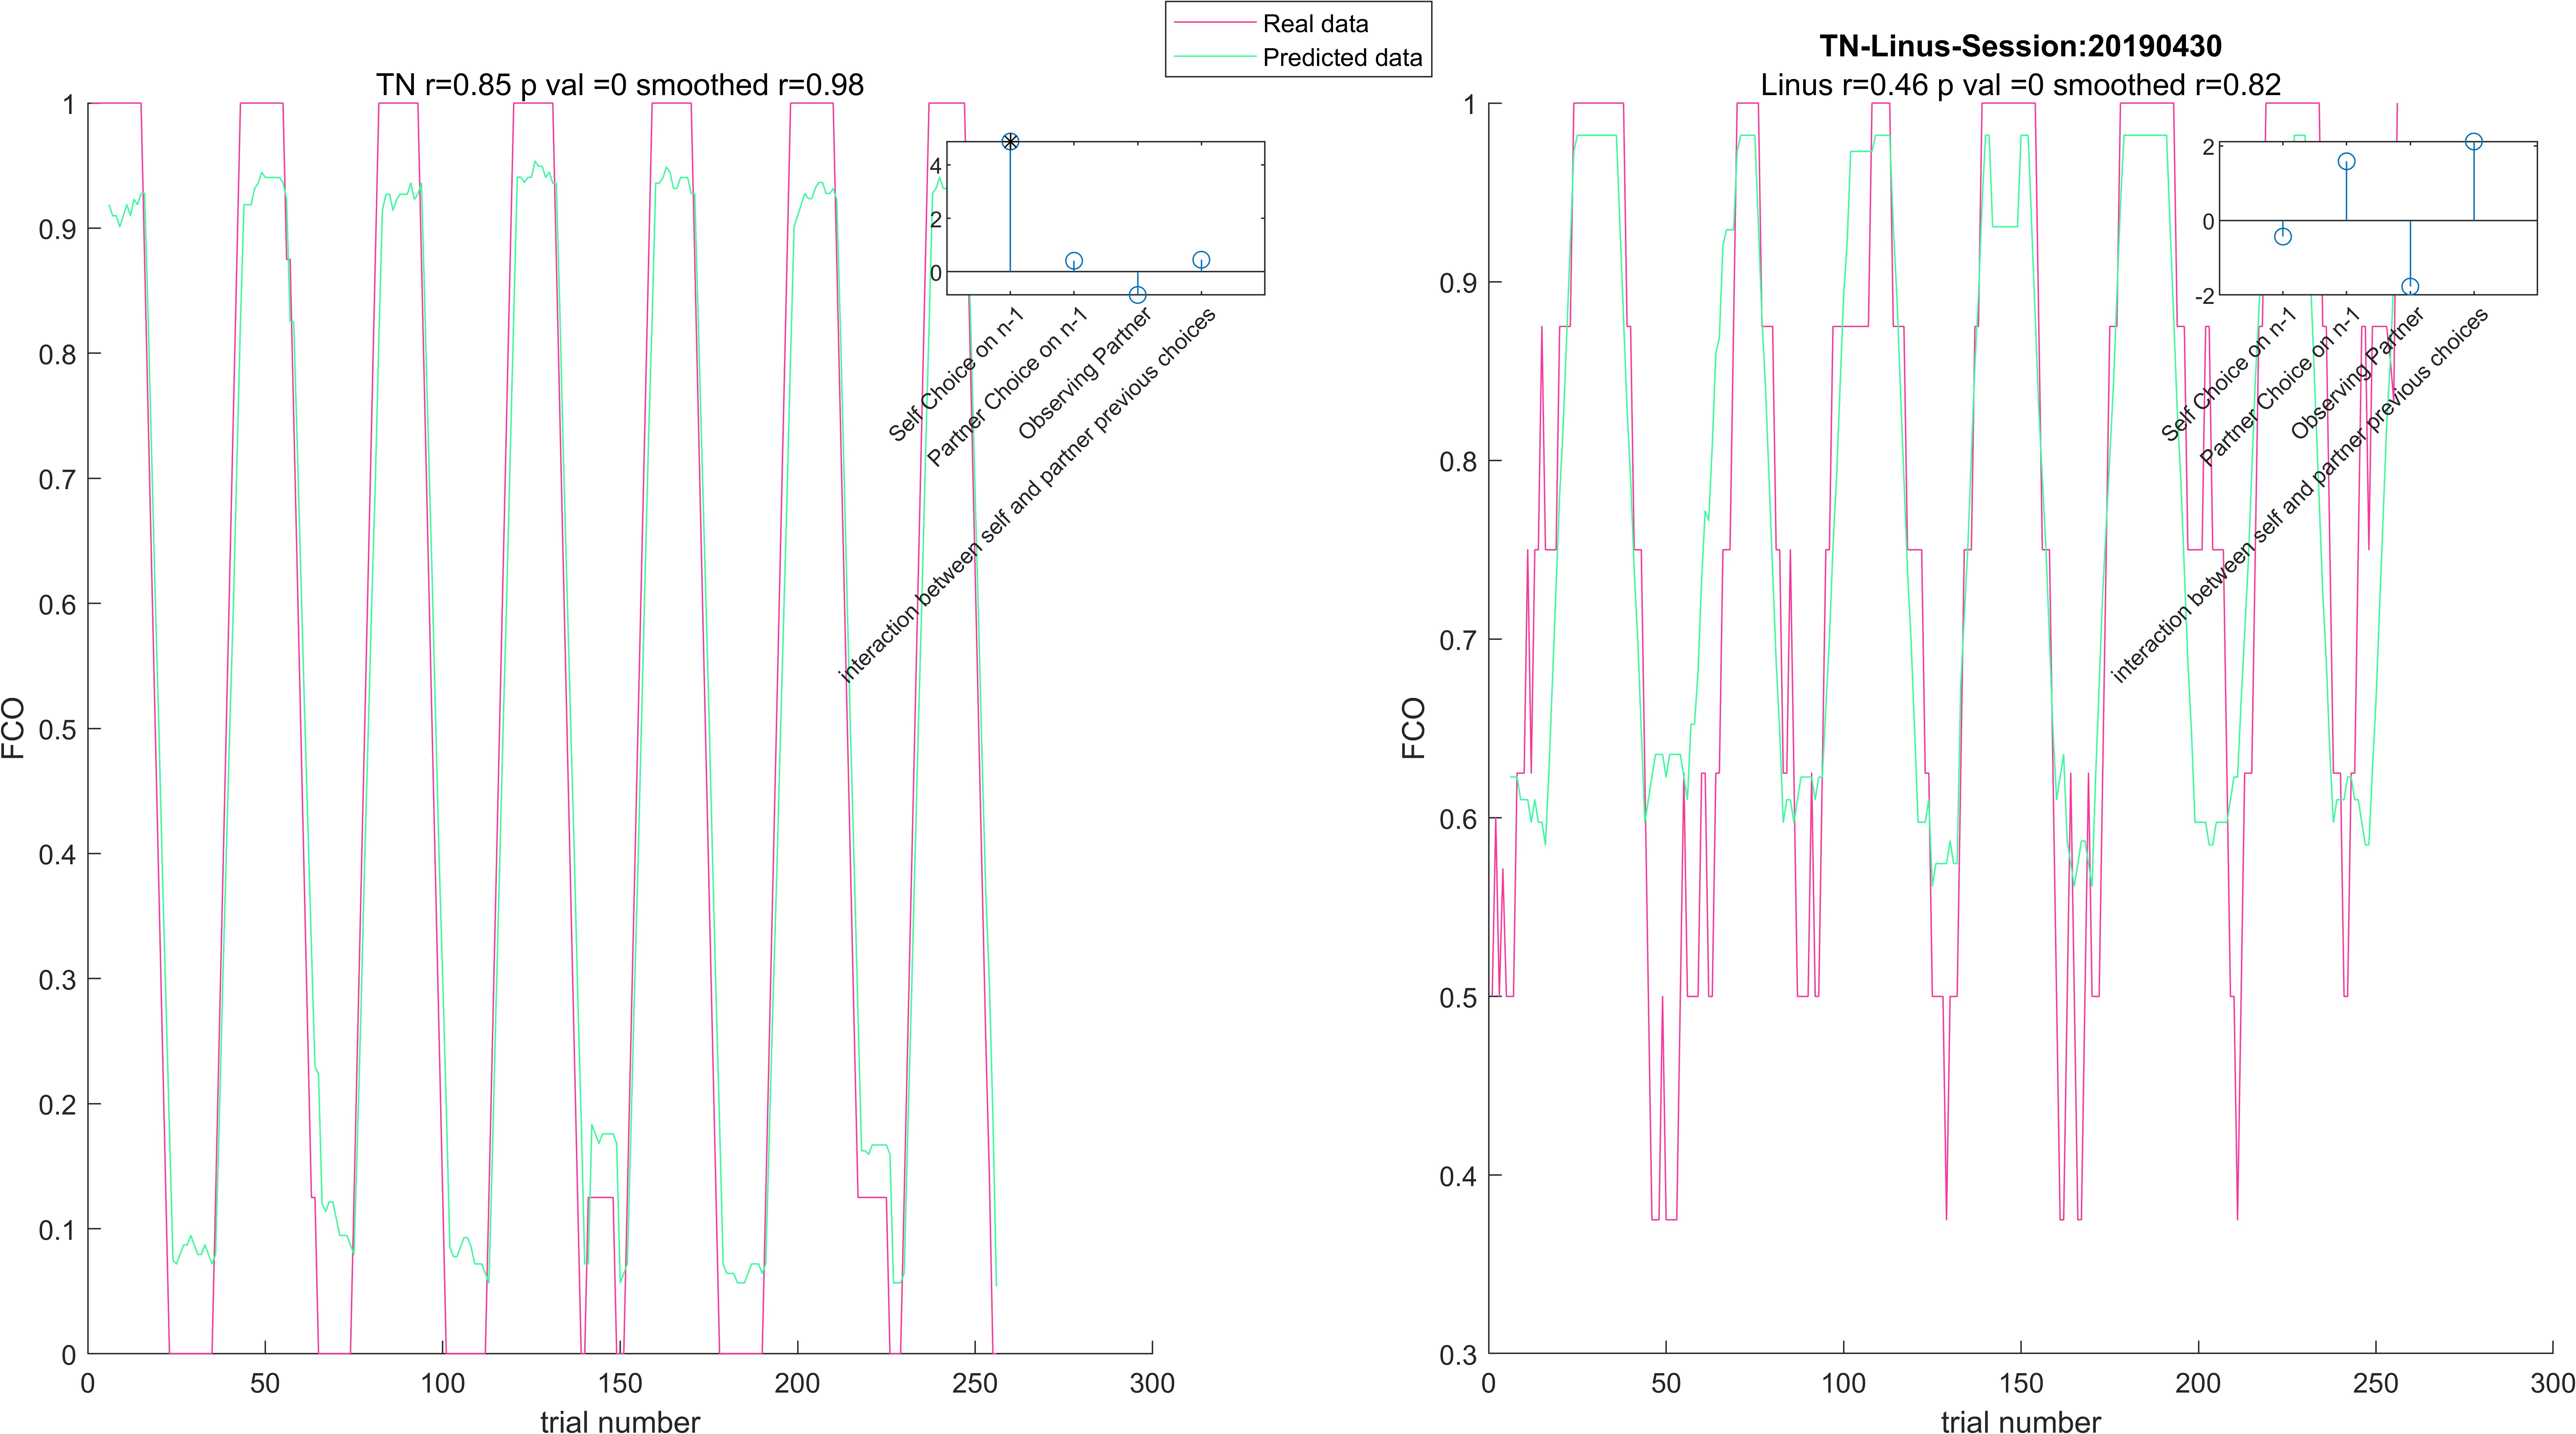 Real data
Predicted data
TN r=0.85 p val =0 smoothed r=0.98
1
0.9
0.8
0.7
0.6
0.5
0.4
0.3
0.2
0.1
0
FCO
0
50
100
150
200
250
300
trial number
4
2
0
Self Choice on n-1
Partner Choice on n-1
Observing Partner
interaction between self and partner previous choices
TN-Linus-Session:20190430
Linus r=0.46 p val =0 smoothed r=0.82
1
0.9
0.8
0.7
0.6
0.5
0.4
0.3
FCO
0
50
100
150
200
250
300
trial number
2
0
-2
Self Choice on n-1
Partner Choice on n-1
Observing Partner
interaction between self and partner previous choices